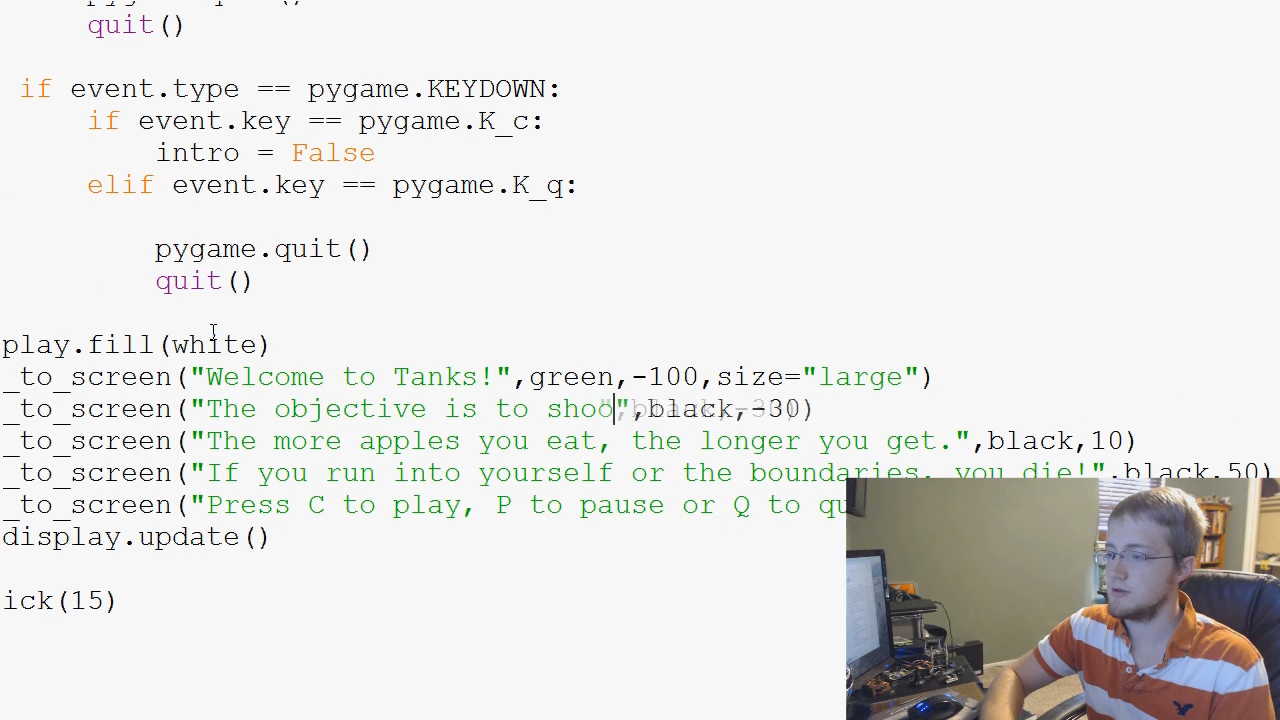 quit()
if event.type == pygame.KEYDOWN:
if event.key == pygame.K_c:
intro = False
elif event.key == pygame.K_q:
pygame.quit()
quit()
play.fill(white)
_to_screen("Welcome to Tanks!",green,-100,size="large")
_to_screen("The objective is to shoo",black,-30)
_to_screen("The more apples you eat, the longer you get.",black,10)
_to_screen("If you run into yourself or the boundaries, you die!",black,50)
_to_screen("Press C to play, P to pause or Q to qu
display.update()
ick(15)